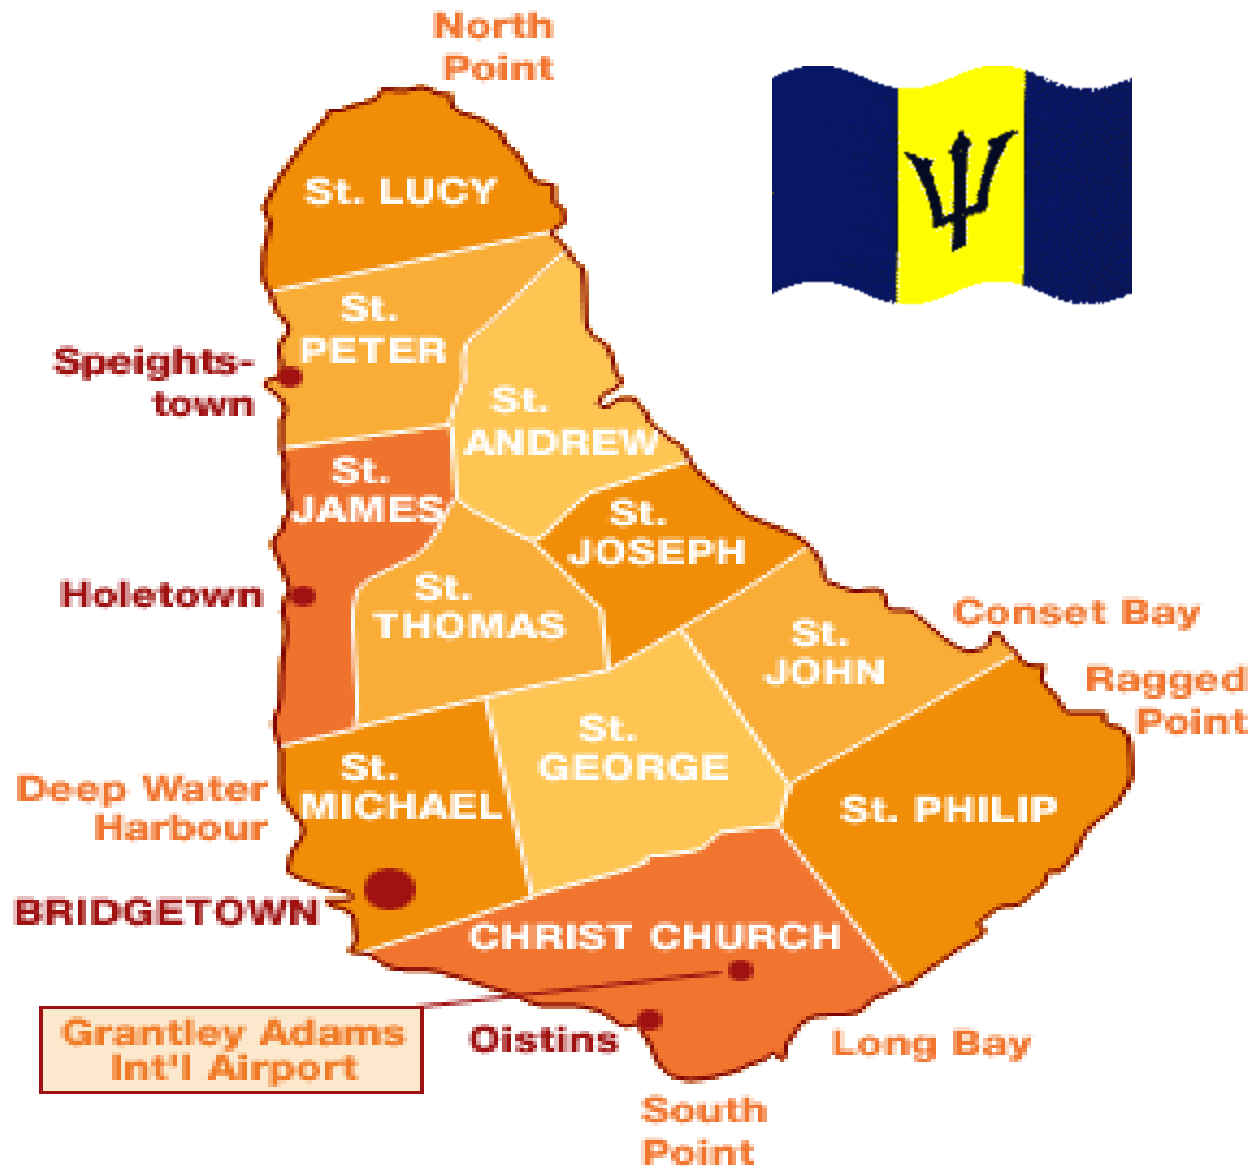 North
Point
St. LUCY
St.
PETER
Speights-
town
St.
ANDREW
St.
JAMES
St.
JOSEPH
Holetown
St.
THOMAS
Conset Bay
St.
JOHN
Ragged
Point
St.
GEORGE
St.
MICHAEL
Deep Water
Harbour
St. PHILIP
BRIDGETOWN
CHRIST CHURCH
Grantley Adams
Int'l Airport
Oistins
Long Bay
South
Point